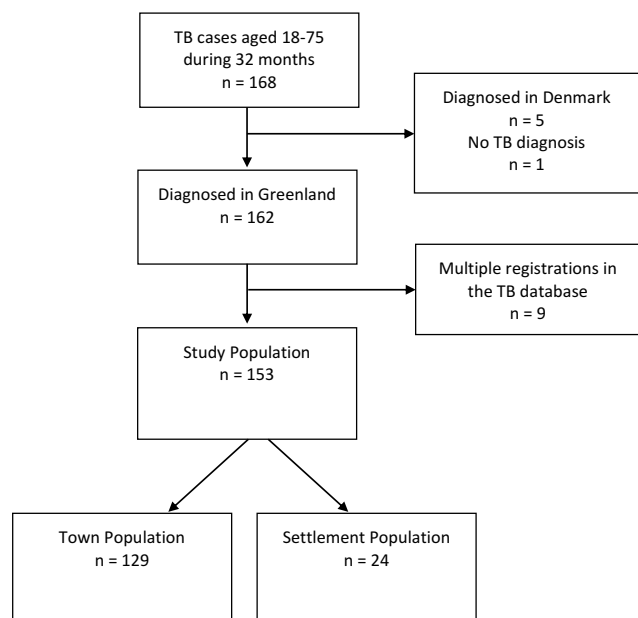 TB cases aged 18-75
during 32 months
n = 168
Diagnosed in Denmark
n = 5
No TB diagnosis
n = 1
Diagnosed in Greenland
n = 162
Multiple registrations in
the TB database
n = 9
Study Population
n = 153
Town Population
n = 129
Settlement Population
n = 24